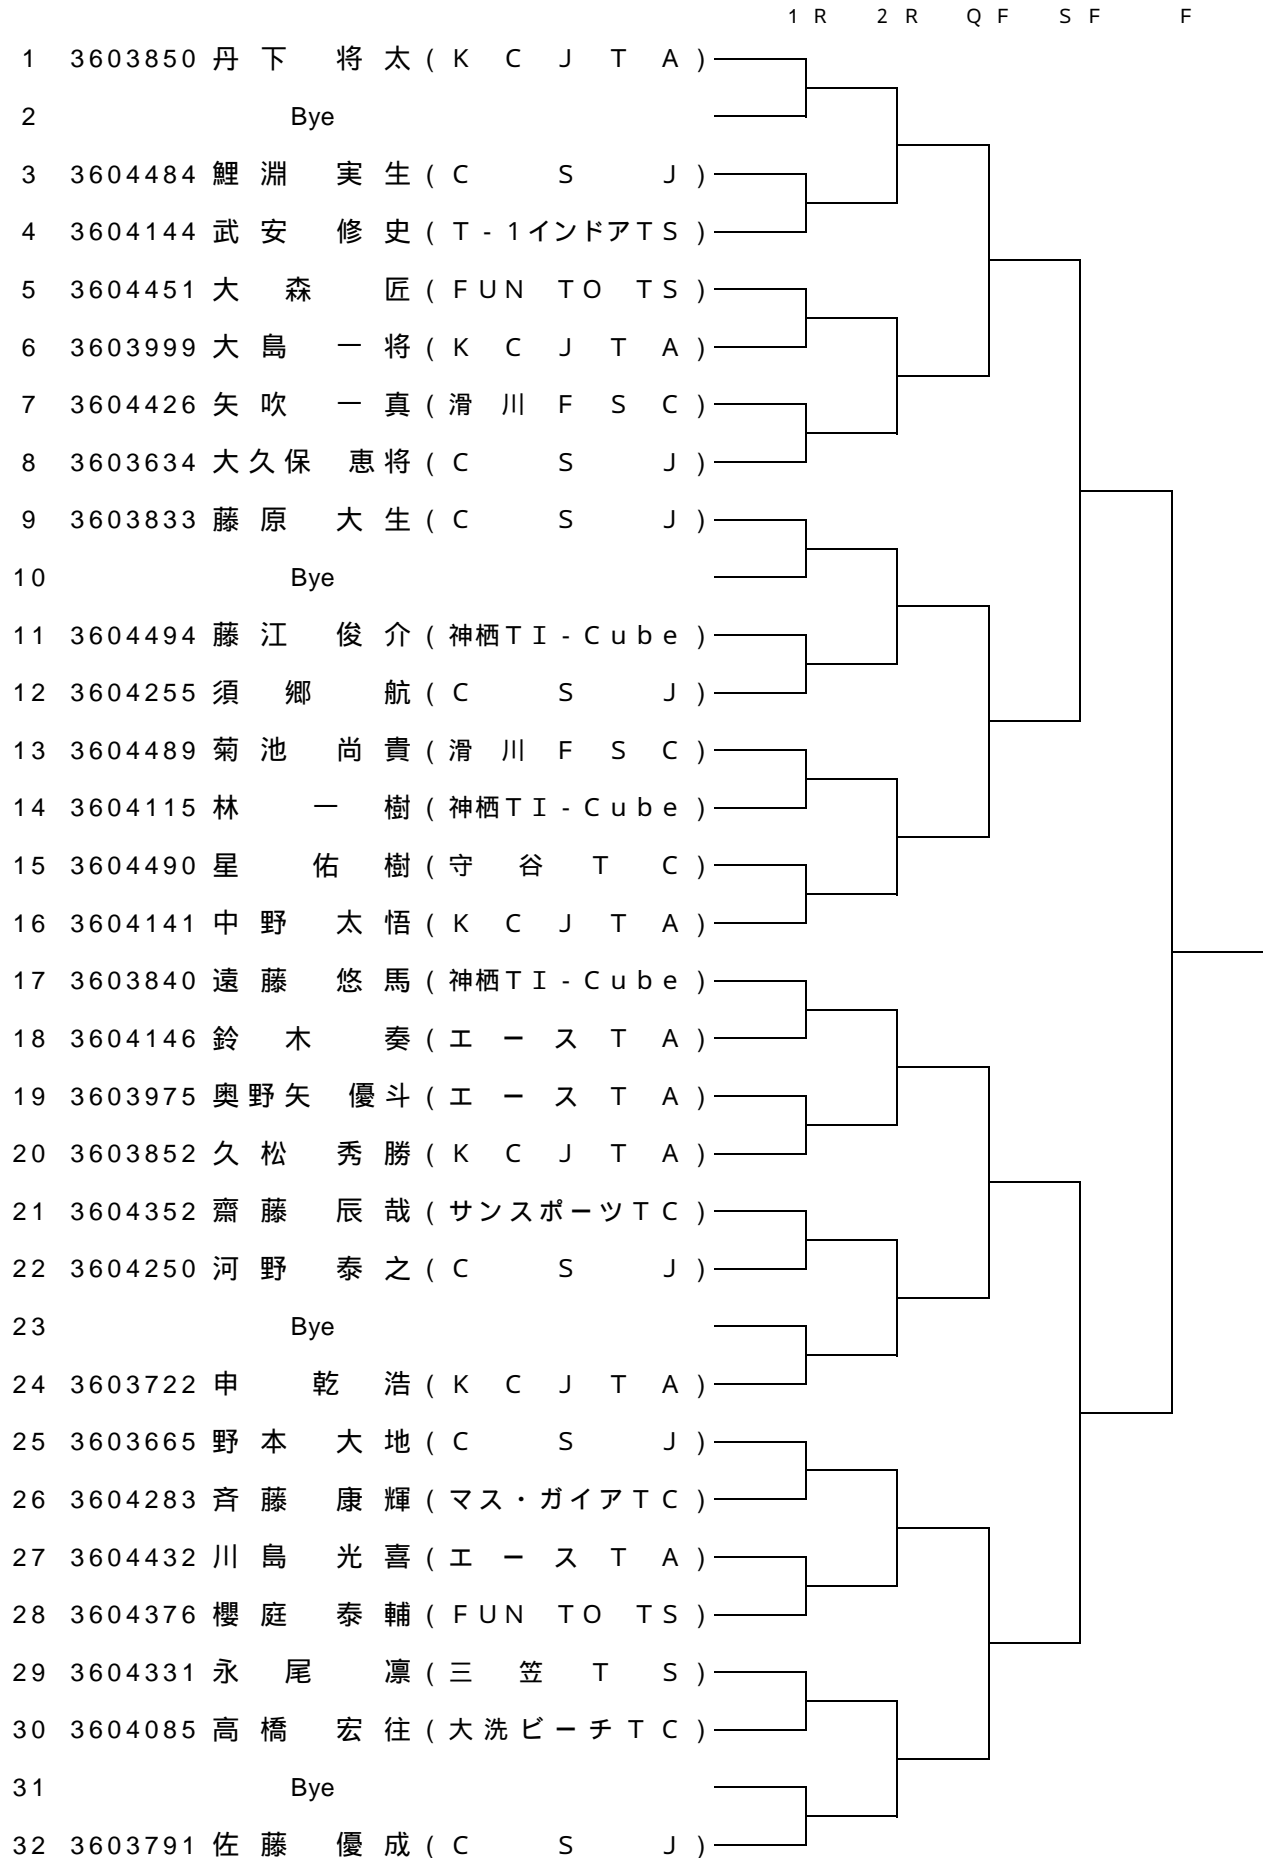 1R 2R QF SF F
1 3603850 丹下 将太 (KCJTA)
2 Bye
3 3604484 鯉淵 実生 (CSJ)
4 3604144 武安 修史 (T-1インドアTS)
5 3604451 大森 匠 (FUN TO TS)
6 3603999 大島 一将 (KCJTA)
7 3604426 矢吹 一真 (滑川FSC)
8 3603634 大久保 恵将 (CSJ)
9 3603833 藤原 大生 (CSJ)
10 Bye
11 3604494 藤江 俊介 (神栖TI-Cube)
12 3604255 須郷 航 (CSJ)
13 3604489 菊池 尚貴 (滑川FSC)
14 3604115 林 一樹 (神栖TI-Cube)
15 3604490 星 佑樹 (守谷TC)
16 3604141 中野 太悟 (KCJTA)
17 3603840 遠藤 悠馬 (神栖TI-Cube)
18 3604146 鈴木 奏 (エースTA)
19 3603975 奥野矢 優斗 (エースTA)
20 3603852 久松 秀勝 (KCJTA)
21 3604352 齋藤 辰哉 (サンスポーツTC)
22 3604250 河野 泰之 (CSJ)
23 Bye
24 3603722 申 乾浩 (KCJTA)
25 3603665 野本 大地 (CSJ)
26 3604283 斉藤 康輝 (マス・ガイアTC)
27 3604432 川島 光喜 (エースTA)
28 3604376 櫻庭 泰輔 (FUN TO TS)
29 3604331 永尾 凛 (三笠TS)
30 3604085 高橋 宏往 (大洗ビーチTC)
31 Bye
32 3603791 佐藤 優成 (CSJ)